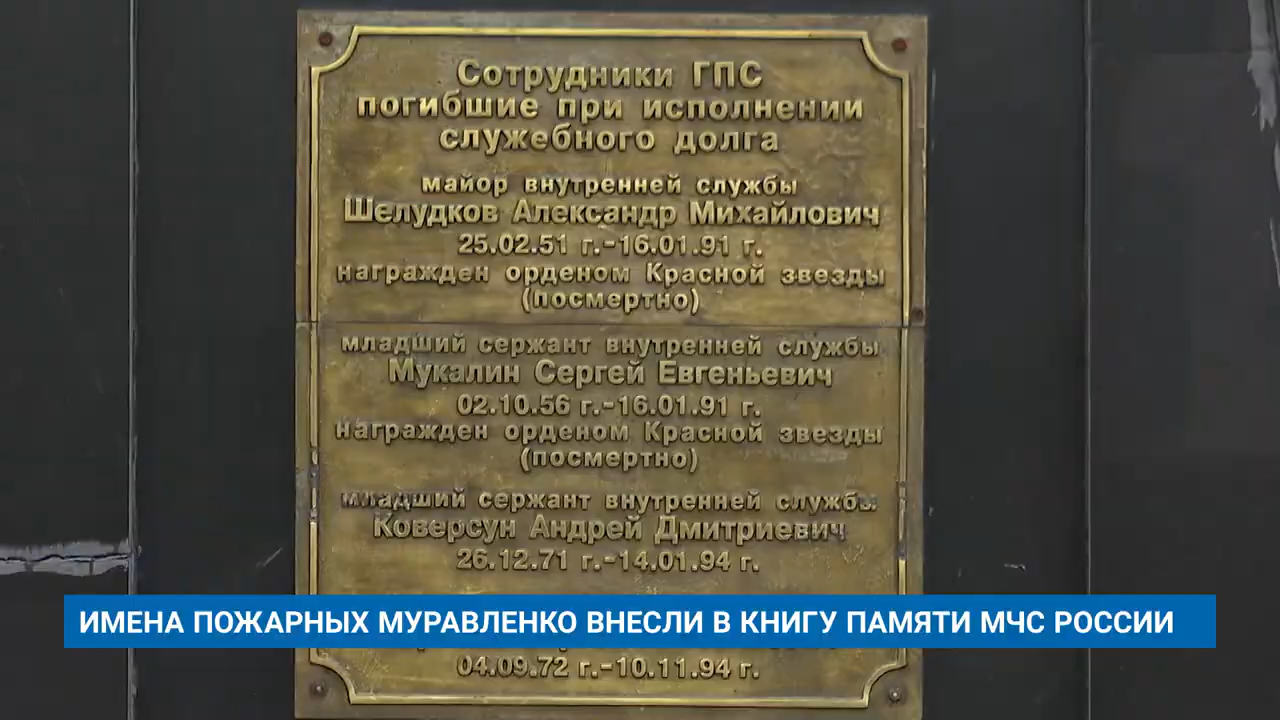 Сотрудники ГПС
погибшие при исполнении
служебного долга
майор внутренней службы
Шелудков Александр Михайлович
25.02.51 г.-16.01.91 г.
награжден орденом Красной звезды
(посмертно)
младший сержант внутренней службы
Мукалин Сергей Евгеньевич
02.10.56 г.-16.01.91 г.
награжден орденом Красной звезды
(посмертно)
младший сержант внутренней службы
Коверсун Андрей Дмитриевич
26.12.71 г.-14.01.94 г.
ИМЕНА ПОЖАРНЫХ МУРАВЛЕНКО ВНЕСЛИ В КНИГУ ПАМЯТИ МЧС РОССИИ
04.09.72 г.-10.11.94 г.